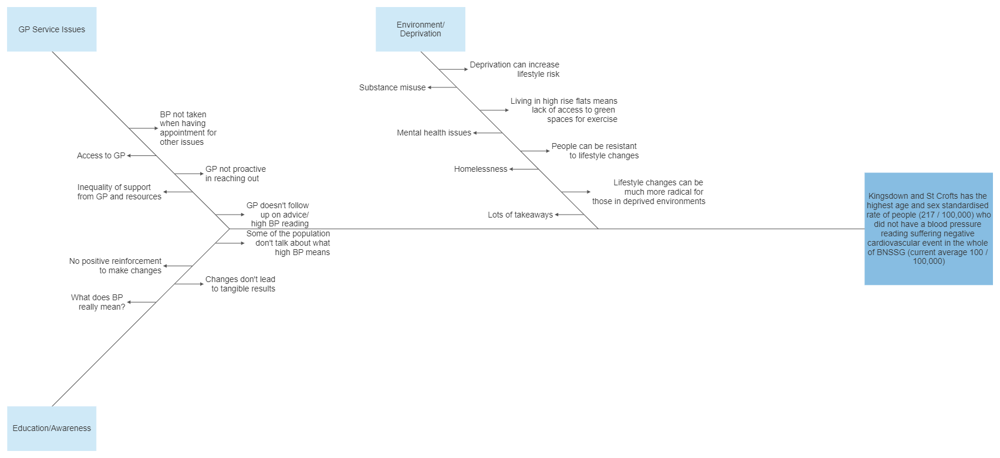 GP Service Issues
Environment/
Deprivation
Deprivation can increase
lifestyle risk
Substance misuse
Living in high rise flats means
lack of access to green
spaces for exercise
Mental health issues
People can be resistant
to lifestyle changes
Homelessness
Lifestyle changes can be
much more radical for
those in deprived environments
Lots of takeaways
BP not taken
when having
appointment for
other issues
Access to GP
GP not proactive
in reaching out
Inequality of support
from GP and resources
GP doesn't follow
up on advice/
high BP reading
Some of the population
don't talk about what
high BP means
No positive reinforcement
to make changes
Changes don't lead
to tangible results
What does BP
really mean?
Education/Awareness
Kingsdown and St Crofts has the
highest age and sex standardised
rate of people (217 / 100,000) who
did not have a blood pressure
reading suffering negative
cardiovascular event in the whole
of BNSSG (current average 100 /
100,000)